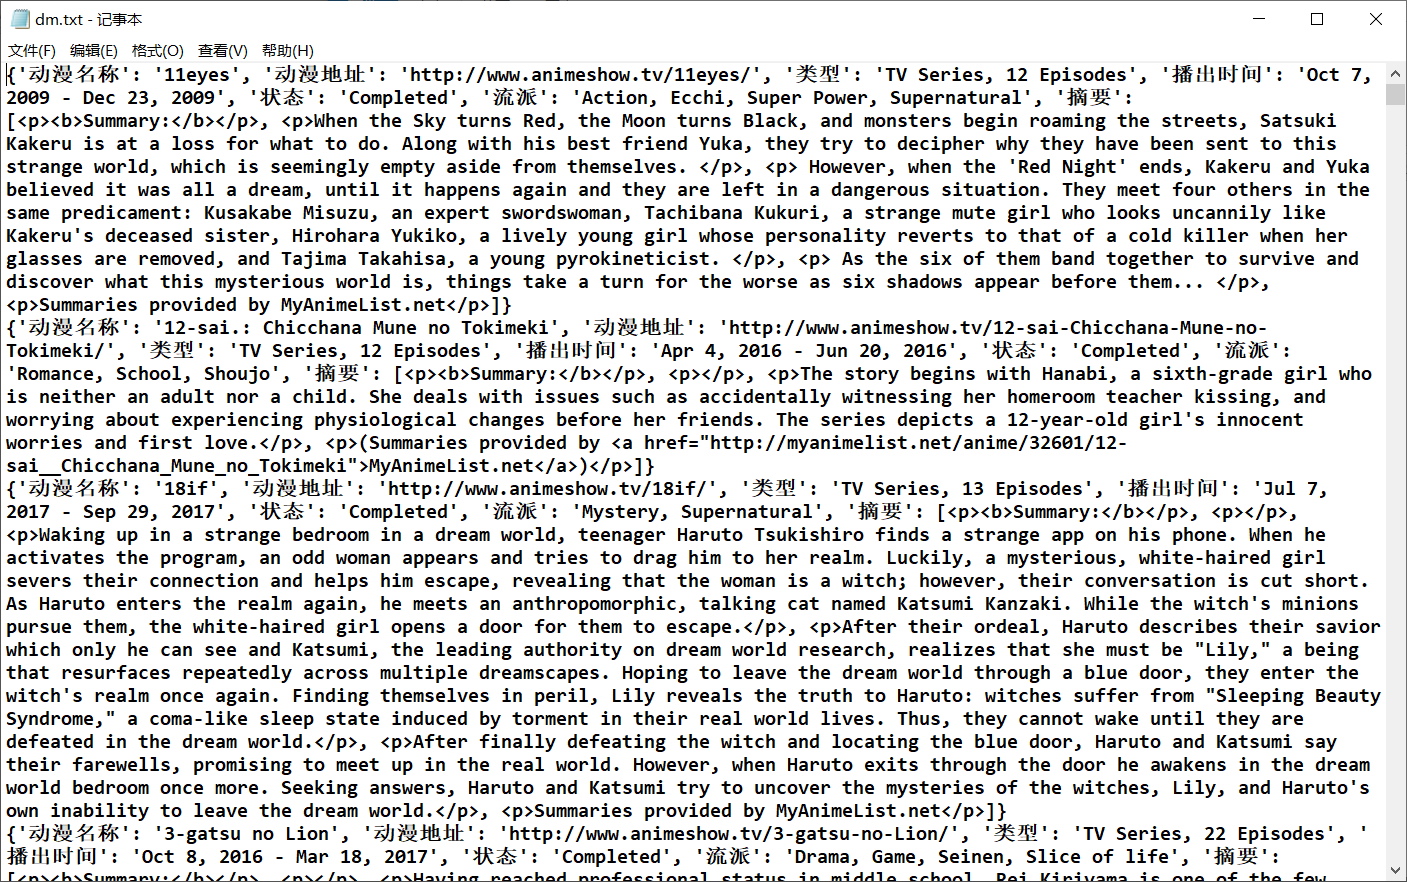 dm.txt - 记事本
文件(F) 编辑(E) 格式(O) 查看(V) 帮助(H)
{'动漫名称': '11eyes', '动漫地址': 'http://www.animeshow.tv/11eyes/', '类型': 'TV Series, 12 Episodes', '播出时间': 'Oct 7,
2009 - Dec 23, 2009', '状态': 'Completed', '流派': 'Action, Ecchi, Super Power, Supernatural', '摘要':
[<p><b>Summary:</b></p>, <p>When the Sky turns Red, the Moon turns Black, and monsters begin roaming the streets, Satsuki
Kakeru is at a loss for what to do. Along with his best friend Yuka, they try to decipher why they have been sent to this
strange world, which is seemingly empty aside from themselves. </p>, <p> However, when the 'Red Night' ends, Kakeru and Yuka
believed it was all a dream, until it happens again and they are left in a dangerous situation. They meet four others in the
same predicament: Kusakabe Misuzu, an expert swordswoman, Tachibana Kukuri, a strange mute girl who looks uncannily like
Kakeru's deceased sister, Hirohara Yukiko, a lively young girl whose personality reverts to that of a cold killer when her
glasses are removed, and Tajima Takahisa, a young pyrokineticist. </p>, <p> As the six of them band together to survive and
discover what this mysterious world is, things take a turn for the worse as six shadows appear before them... </p>,
<p>Summaries provided by MyAnimeList.net</p>]}
{'动漫名称': '12-sai.: Chicchana Mune no Tokimeki', '动漫地址': 'http://www.animeshow.tv/12-sai-Chicchana-Mune-no-
Tokimeki/', '类型': 'TV Series, 12 Episodes', '播出时间': 'Apr 4, 2016 - Jun 20, 2016', '状态': 'Completed', '流派':
'Romance, School, Shoujo', '摘要': [<p><b>Summary:</b></p>, <p></p>, <p>The story begins with Hanabi, a sixth-grade girl who
is neither an adult nor a child. She deals with issues such as accidentally witnessing her homeroom teacher kissing, and
worrying about experiencing physiological changes before her friends. The series depicts a 12-year-old girl's innocent
worries and first love.</p>, <p>(Summaries provided by <a href="http://myanimelist.net/anime/32601/12-
sai__Chicchana_Mune_no_Tokimeki">MyAnimeList.net</a>)</p>]}
{'动漫名称': '18if', '动漫地址': 'http://www.animeshow.tv/18if/', '类型': 'TV Series, 13 Episodes', '播出时间': 'Jul 7,
2017 - Sep 29, 2017', '状态': 'Completed', '流派': 'Mystery, Supernatural', '摘要': [<p><b>Summary:</b></p>, <p></p>,
<p>Waking up in a strange bedroom in a dream world, teenager Haruto Tsukishiro finds a strange app on his phone. When he
activates the program, an odd woman appears and tries to drag him to her realm. Luckily, a mysterious, white-haired girl
severs their connection and helps him escape, revealing that the woman is a witch; however, their conversation is cut short.
As Haruto enters the realm again, he meets an anthropomorphic, talking cat named Katsumi Kanzaki. While the witch's minions
pursue them, the white-haired girl opens a door for them to escape.</p>, <p>After their ordeal, Haruto describes their savior
which only he can see and Katsumi, the leading authority on dream world research, realizes that she must be "Lily," a being
that resurfaces repeatedly across multiple dreamscapes. Hoping to leave the dream world through a blue door, they enter the
witch's realm once again. Finding themselves in peril, Lily reveals the truth to Haruto: witches suffer from "Sleeping Beauty
Syndrome," a coma-like sleep state induced by torment in their real world lives. Thus, they cannot wake until they are
defeated in the dream world.</p>, <p>After finally defeating the witch and locating the blue door, Haruto and Katsumi say
their farewells, promising to meet up in the real world. However, when Haruto exits through the door he awakens in the dream
world bedroom once more. Seeking answers, Haruto and Katsumi try to uncover the mysteries of the witches, Lily, and Haruto's
own inability to leave the dream world.</p>, <p>Summaries provided by MyAnimeList.net</p>]}
{'动漫名称': '3-gatsu no Lion', '动漫地址': 'http://www.animeshow.tv/3-gatsu-no-Lion/', '类型': 'TV Series, 22 Episodes', '
播出时间': 'Oct 8, 2016 - Mar 18, 2017', '状态': 'Completed', '流派': 'Drama, Game, Seinen, Slice of life', '摘要':
[<p><b>Summary:</b></p>, <p></p>, <p>Having reached professional status in middle school, Rei Kiriyama is one of the few